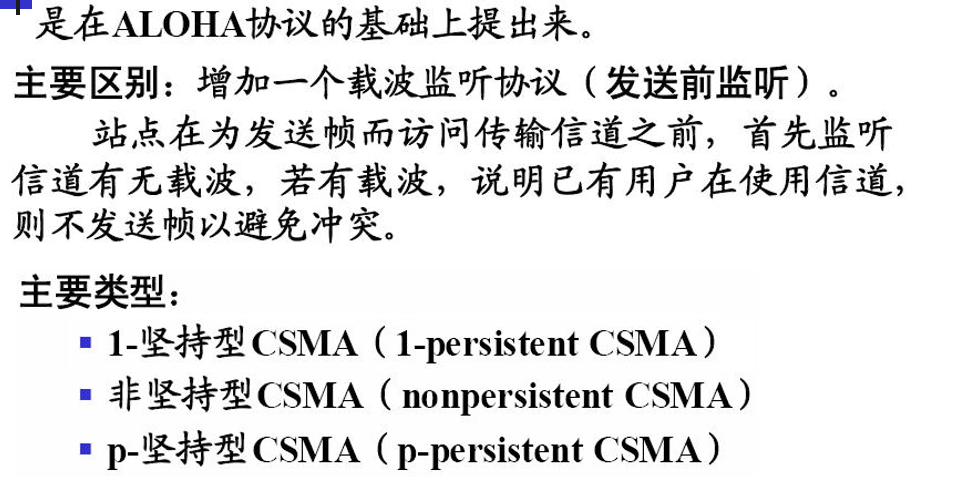 是在ALOHA协议的基础上提出来。
主要区别：增加一个载波监听协议（发送前监听）。
站点在为发送帧而访问传输信道之前，首先监听
信道有无载波，若有载波，说明已有用户在使用信道，
则不发送帧以避免冲突。
主要类型：
1-坚持型CSMA（1-persistent CSMA）
非坚持型CSMA（nonpersistent CSMA）
p-坚持型CSMA（p-persistent CSMA）